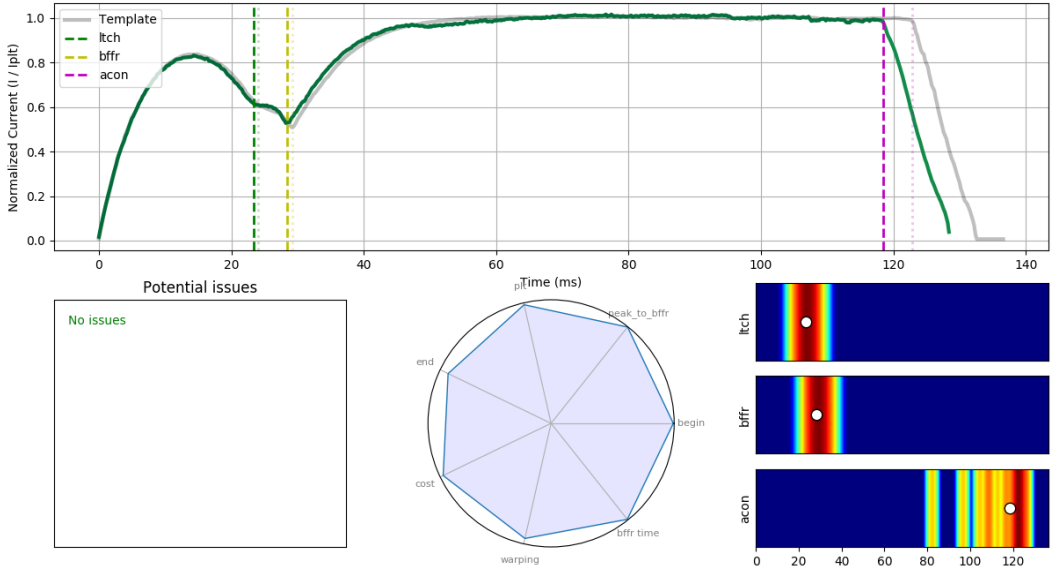 Normalized Current (I / Iplt)
1.0
0.8
0.6
0.4
0.2
0.0
Template
ltch
bffr
acon
0
20
40
60
80
100
120
140
Time (ms)
Potential issues
No issues
plt
peak_to_bffr
end
begin
cost
bffr time
warping
ltch
bffr
acon
0
20
40
60
80
100
120